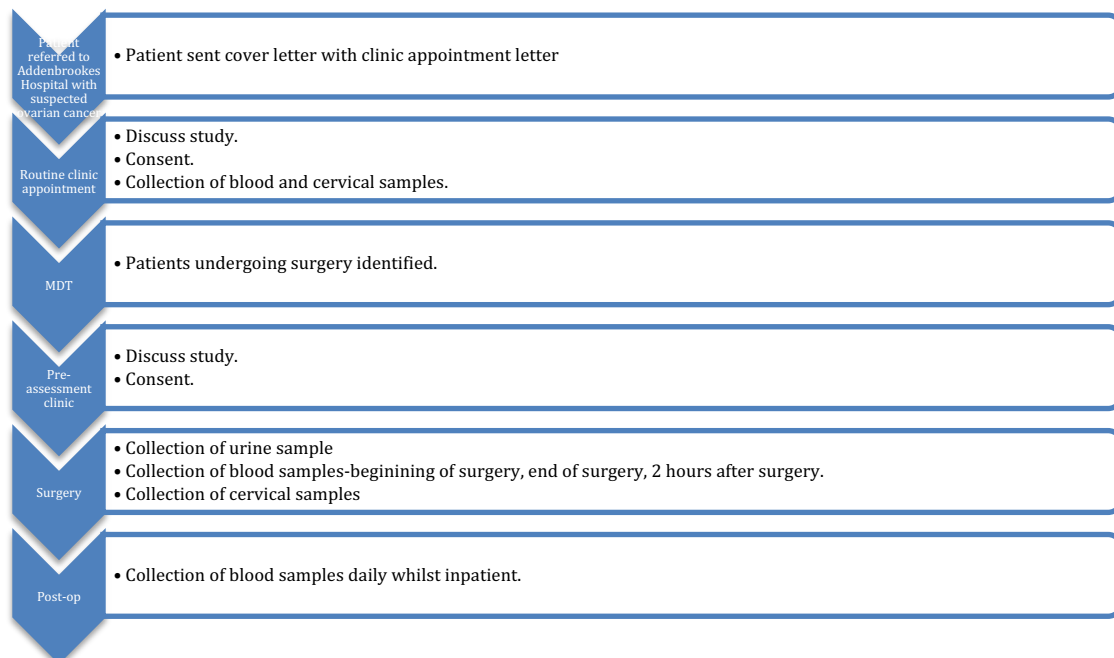 Patient
referred to
Addenbrookes
Hospital with
suspected
ovarian cancer
• Patient sent cover letter with clinic appointment letter
Routine clinic
appointment
• Discuss study.
• Consent.
• Collection of blood and cervical samples.
MDT
• Patients undergoing surgery identified.
Pre-
assessment
clinic
• Discuss study.
• Consent.
Surgery
• Collection of urine sample
• Collection of blood samples-beginining of surgery, end of surgery, 2 hours after surgery.
• Collection of cervical samples
Post-op
• Collection of blood samples daily whilst inpatient.